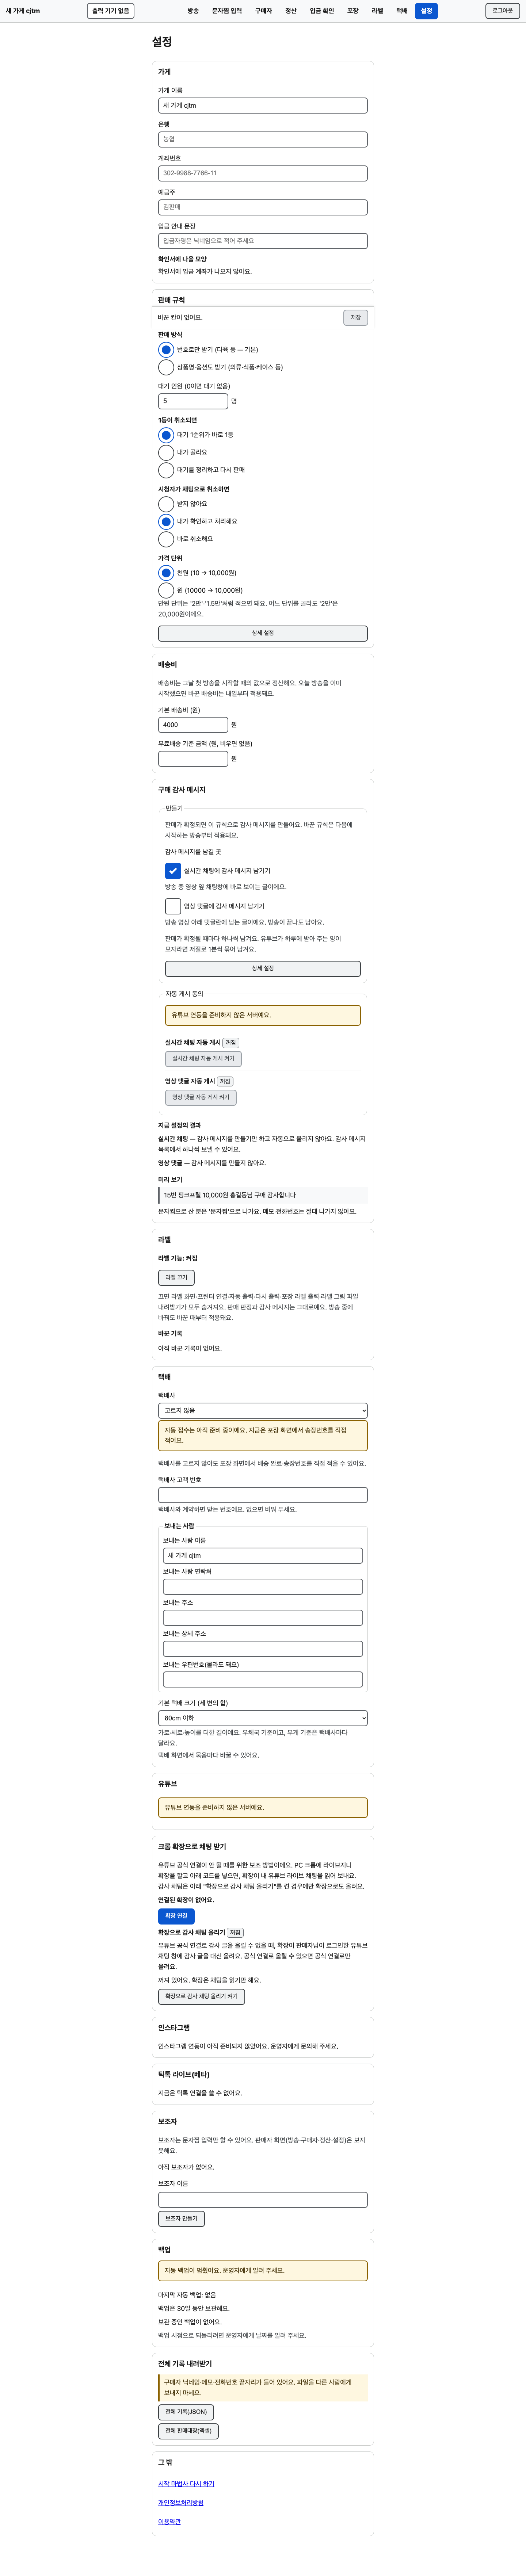 새 가게 cjtm
출력 기기 없음
방송
문자찜 입력
구매자
정산
입금 확인
포장
라벨
택배
설정
로그아웃
설정
가게
가게 이름
새 가게 cjtm
은행
농협
계좌번호
302-9988-7766-11
예금주
김판매
입금 안내 문장
입금자명은 닉네임으로 적어 주세요
확인서에 나올 모양
확인서에 입금 계좌가 나오지 않아요.
판매 규칙
바꾼 칸이 없어요.
저장
판매 방식
번호로만 받기 (다육 등 — 기본)
상품명·옵션도 받기 (의류·식품·케이스 등)
대기 인원 (0이면 대기 없음)
5 명
1등이 취소되면
대기 1순위가 바로 1등
내가 골라요
대기를 정리하고 다시 판매
시청자가 채팅으로 취소하면
받지 않아요
내가 확인하고 처리해요
바로 취소해요
가격 단위
천원 (10 → 10,000원)
원 (10000 → 10,000원)
만원 단위는 '2만'·'1.5만'처럼 적으면 돼요. 어느 단위를 골라도 '2만'은
20,000원이에요.
상세 설정
배송비
배송비는 그날 첫 방송을 시작할 때의 값으로 정산해요. 오늘 방송을 이미
시작했으면 바꾼 배송비는 내일부터 적용돼요.
기본 배송비 (원)
4000 원
무료배송 기준 금액 (원, 비우면 없음)
원
구매 감사 메시지
만들기
판매가 확정되면 이 규칙으로 감사 메시지를 만들어요. 바꾼 규칙은 다음에
시작하는 방송부터 적용돼요.
감사 메시지를 남길 곳
실시간 채팅에 감사 메시지 남기기
방송 중 영상 옆 채팅창에 바로 보이는 글이에요.
영상 댓글에 감사 메시지 남기기
방송 영상 아래 댓글란에 남는 글이에요. 방송이 끝나도 남아요.
판매가 확정될 때마다 하나씩 남겨요. 유튜브가 하루에 받아 주는 양이
모자라면 저절로 1분씩 묶어 남겨요.
상세 설정
자동 게시 동의
유튜브 연동을 준비하지 않은 서버예요.
실시간 채팅 자동 게시 꺼짐
실시간 채팅 자동 게시 켜기
영상 댓글 자동 게시 꺼짐
영상 댓글 자동 게시 켜기
지금 설정의 결과
실시간 채팅 — 감사 메시지를 만들기만 하고 자동으로 올리지 않아요. 감사 메시지
목록에서 하나씩 보낼 수 있어요.
영상 댓글 — 감사 메시지를 만들지 않아요.
미리 보기
15번 핑크프릴 10,000원 홍길동님 구매 감사합니다
문자찜으로 산 분은 '문자찜'으로 나가요. 메모·전화번호는 절대 나가지 않아요.
라벨
라벨 기능: 켜짐
라벨 끄기
끄면 라벨 화면·프린터 연결·자동 출력·다시 출력·포장 라벨 출력·라벨 그림 파일
내려받기가 모두 숨겨져요. 판매 판정과 감사 메시지는 그대로예요. 방송 중에
바꿔도 바꾼 때부터 적용돼요.
바꾼 기록
아직 바꾼 기록이 없어요.
택배
택배사
고르지 않음
자동 접수는 아직 준비 중이에요. 지금은 포장 화면에서 송장번호를 직접
적어요.
택배사를 고르지 않아도 포장 화면에서 배송 완료·송장번호를 직접 적을 수 있어요.
택배사 고객 번호
택배사와 계약하면 받는 번호예요. 없으면 비워 두세요.
보내는 사람
보내는 사람 이름
새 가게 cjtm
보내는 사람 연락처
보내는 주소
보내는 상세 주소
보내는 우편번호(몰라도 돼요)
기본 택배 크기 (세 변의 합)
80cm 이하
가로·세로·높이를 더한 길이예요. 우체국 기준이고, 무게 기준은 택배사마다
달라요.
택배 화면에서 묶음마다 바꿀 수 있어요.
유튜브
유튜브 연동을 준비하지 않은 서버예요.
크롬 확장으로 채팅 받기
유튜브 공식 연결이 안 될 때를 위한 보조 방법이에요. PC 크롬에 라이브지니
확장을 깔고 아래 코드를 넣으면, 확장이 내 유튜브 라이브 채팅을 읽어 보내요.
감사 채팅은 아래 "확장으로 감사 채팅 올리기"를 켠 경우에만 확장으로도 올려요.
연결된 확장이 없어요.
확장 연결
확장으로 감사 채팅 올리기 꺼짐
유튜브 공식 연결로 감사 글을 올릴 수 없을 때, 확장이 판매자님이 로그인한 유튜브
채팅 창에 감사 글을 대신 올려요. 공식 연결로 올릴 수 있으면 공식 연결로만
올려요.
꺼져 있어요. 확장은 채팅을 읽기만 해요.
확장으로 감사 채팅 올리기 켜기
인스타그램
인스타그램 연동이 아직 준비되지 않았어요. 운영자에게 문의해 주세요.
틱톡 라이브(베타)
지금은 틱톡 연결을 쓸 수 없어요.
보조자
보조자는 문자찜 입력만 할 수 있어요. 판매자 화면(방송·구매자·정산·설정)은 보지
못해요.
아직 보조자가 없어요.
보조자 이름
보조자 만들기
백업
자동 백업이 멈췄어요. 운영자에게 알려 주세요.
마지막 자동 백업: 없음
백업은 30일 동안 보관해요.
보관 중인 백업이 없어요.
백업 시점으로 되돌리려면 운영자에게 날짜를 알려 주세요.
전체 기록 내려받기
구매자 닉네임·메모·전화번호 끝자리가 들어 있어요. 파일을 다른 사람에게
보내지 마세요.
전체 기록(JSON)
전체 판매대장(엑셀)
그 밖
시작 마법사 다시 하기
개인정보처리방침
이용약관